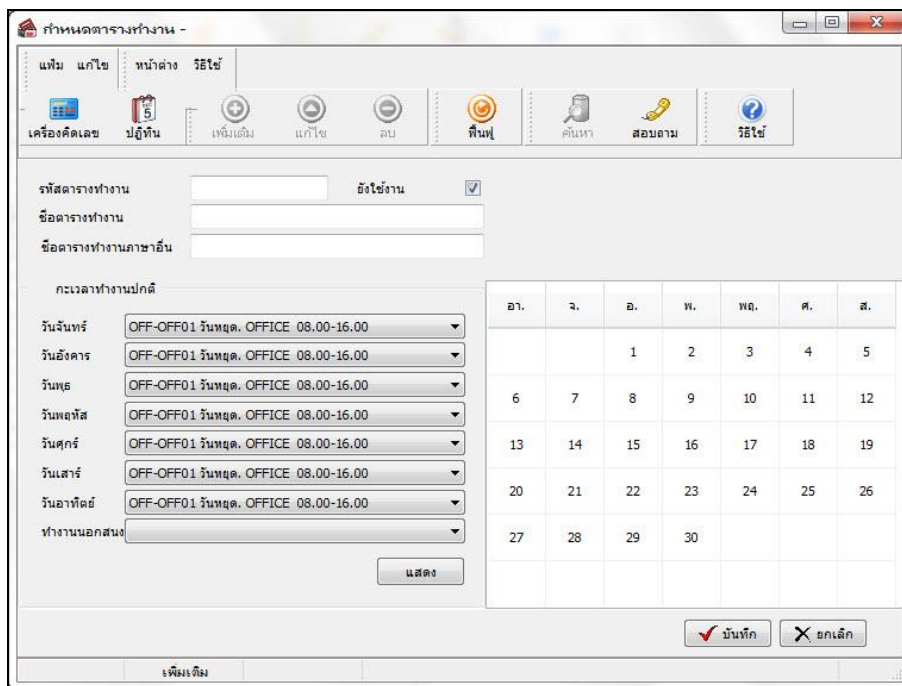 กำหนดตารางทำงาน -
แฟ้ม แก้ไข หน้าต่าง วิธีใช้
5
เครื่องคิดเลข ปฏิทิน เพิ่มเติม แก้ไข ลบ ฟื้นฟู ค้นหา สอบถาม วิธีใช้
รหัสตารางทำงาน ยังใช้งาน
ชื่อตารางทำงาน
ชื่อตารางทำงานภาษาอื่น
กะเวลาทำงานปกติ
วันจันทร์ OFF-OFF01 วันหยุด. OFFICE 08.00-16.00
วันอังคาร OFF-OFF01 วันหยุด. OFFICE 08.00-16.00
วันพุธ OFF-OFF01 วันหยุด. OFFICE 08.00-16.00
วันพฤหัส OFF-OFF01 วันหยุด. OFFICE 08.00-16.00
วันศุกร์ OFF-OFF01 วันหยุด. OFFICE 08.00-16.00
วันเสาร์ OFF-OFF01 วันหยุด. OFFICE 08.00-16.00
วันอาทิตย์ OFF-OFF01 วันหยุด. OFFICE 08.00-16.00
ทำงานนอกสนง
แสดง
อา. จ. อ. พ. พฤ. ศ. ส.
1 2 3 4 5
6 7 8 9 10 11 12
13 14 15 16 17 18 19
20 21 22 23 24 25 26
27 28 29 30
บันทึก ยกเลิก
เพิ่มเติม